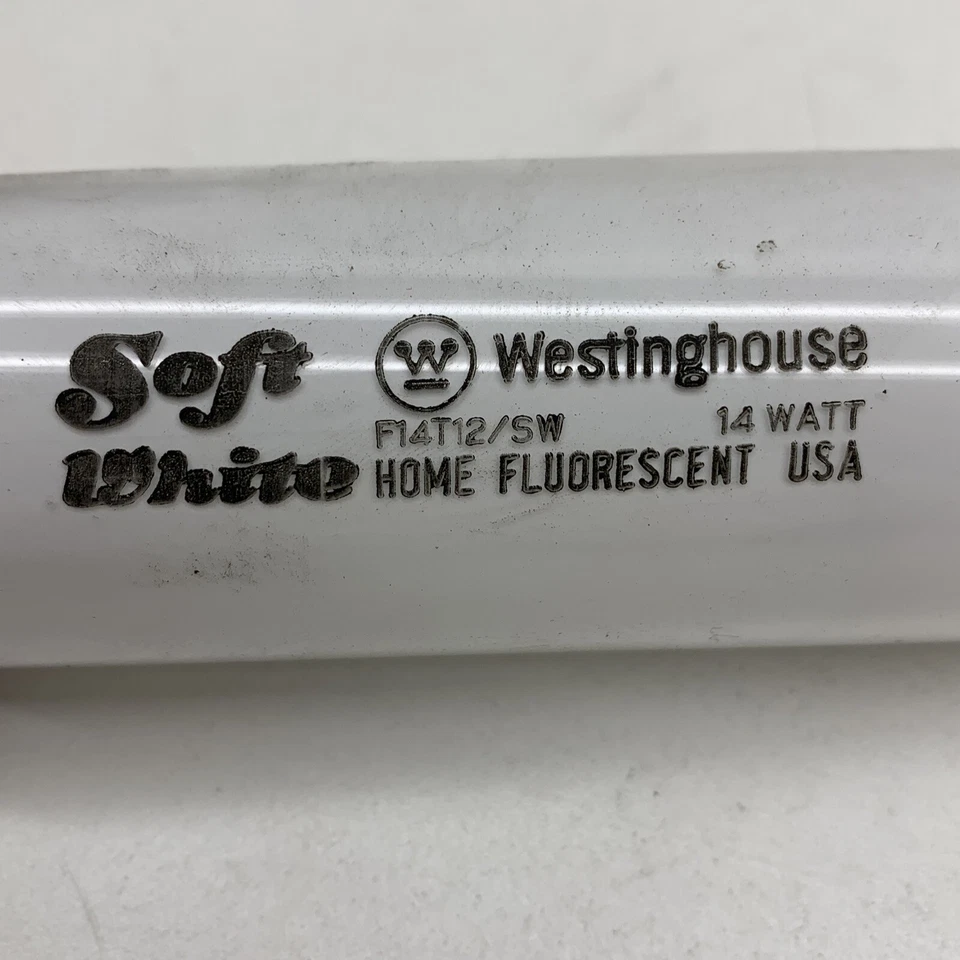 Soft White
W Westinghouse
F14T12/SW 14 WATT
HOME FLUORESCENT USA